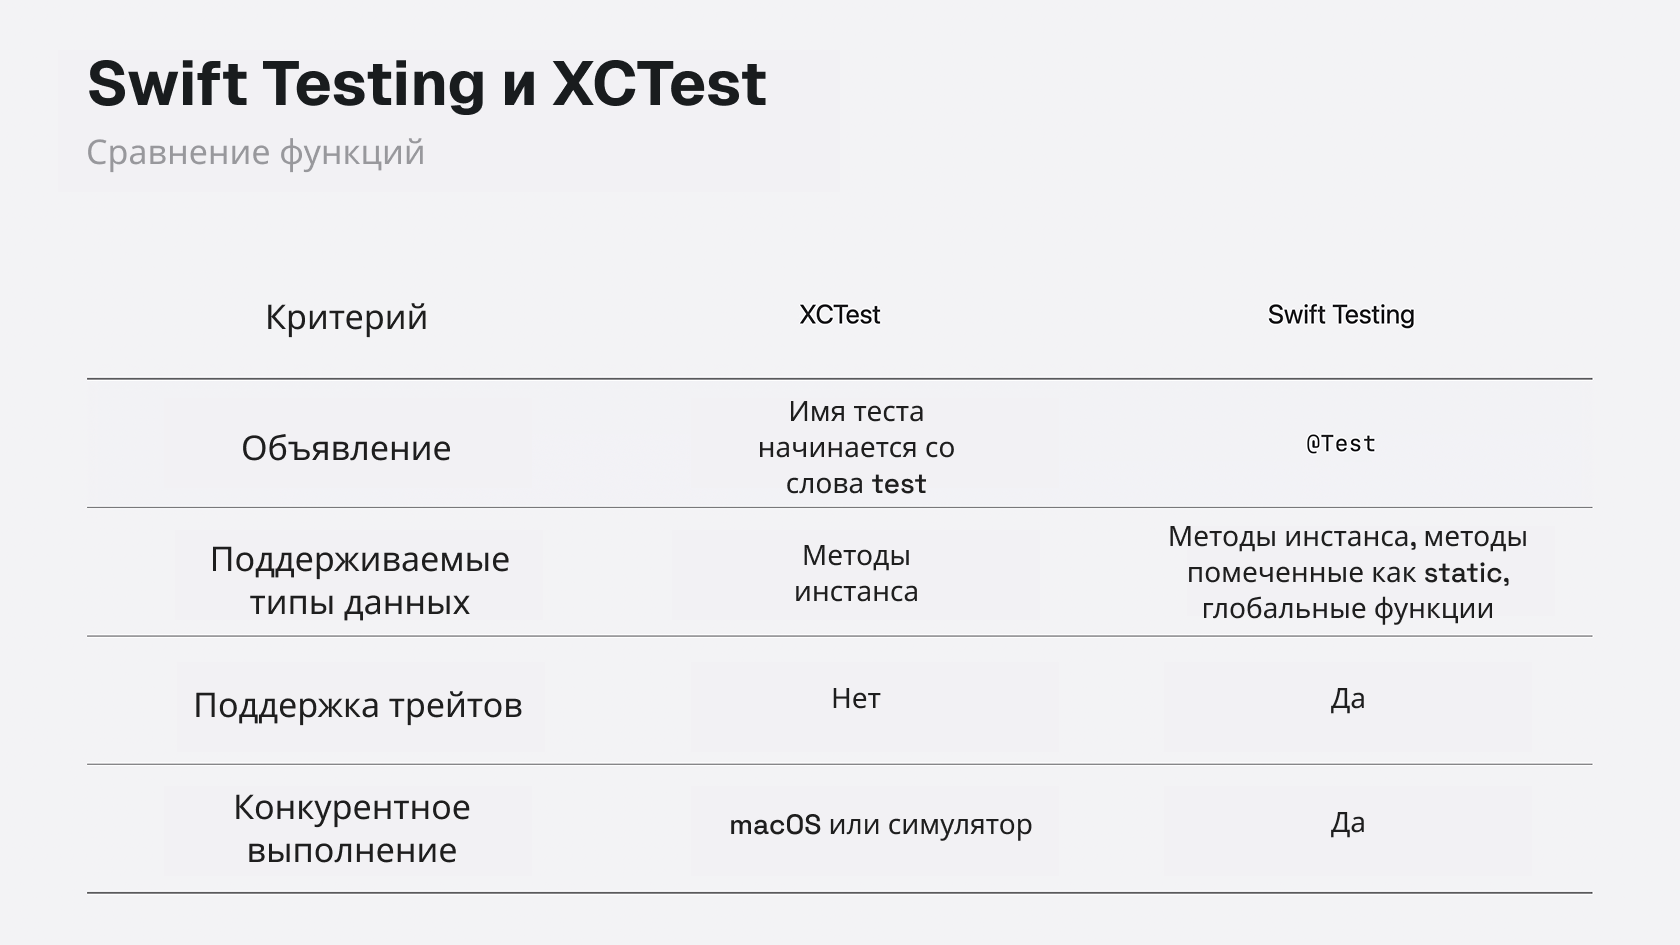 Swift Testing и XCTest
Сравнение функций
Критерий
XCTest
Swift Testing
Объявление
Имя теста
начинается со
слова test
@Test
Поддерживаемые
типы данных
Методы
инстанса
Методы инстанса, методы
помеченные как static,
глобальные функции
Поддержка трейтов
Нет
Да
Конкурентное
выполнение
macOS или симулятор
Да